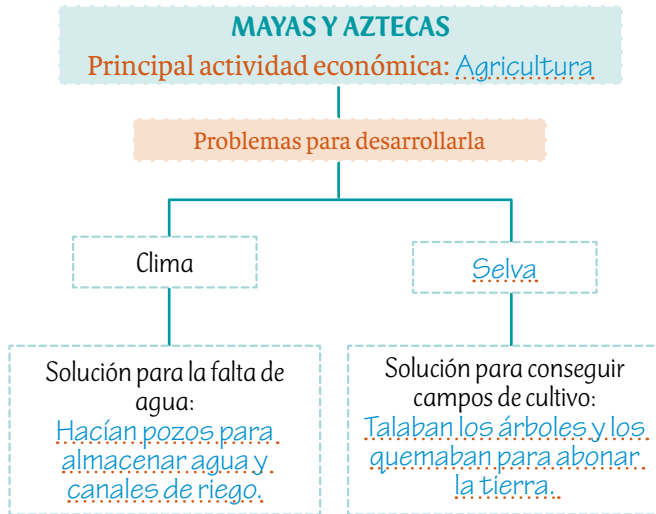 MAYAS Y AZTECAS
Principal actividad económica: Agricultura
Problemas para desarrollarla
Clima
Selva
Solución para la falta de
agua:
Hacían pozos para
almacenar agua y
canales de riego.
Solución para conseguir
campos de cultivo:
Talaban los árboles y los
quemaban para abonar
la tierra.